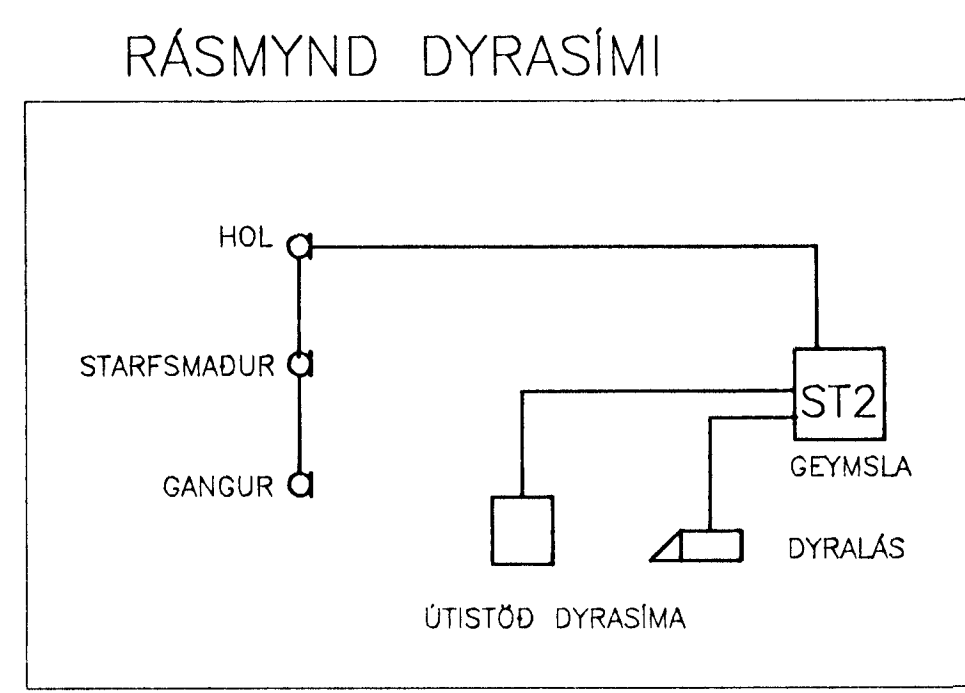 RÁSMYND DYRASÍMI
HOL
STARFSMAÐUR
ST2
GEYMSLA
GANGUR
DYRALÁS
ÚTISTÖÐ DYRASÍMA